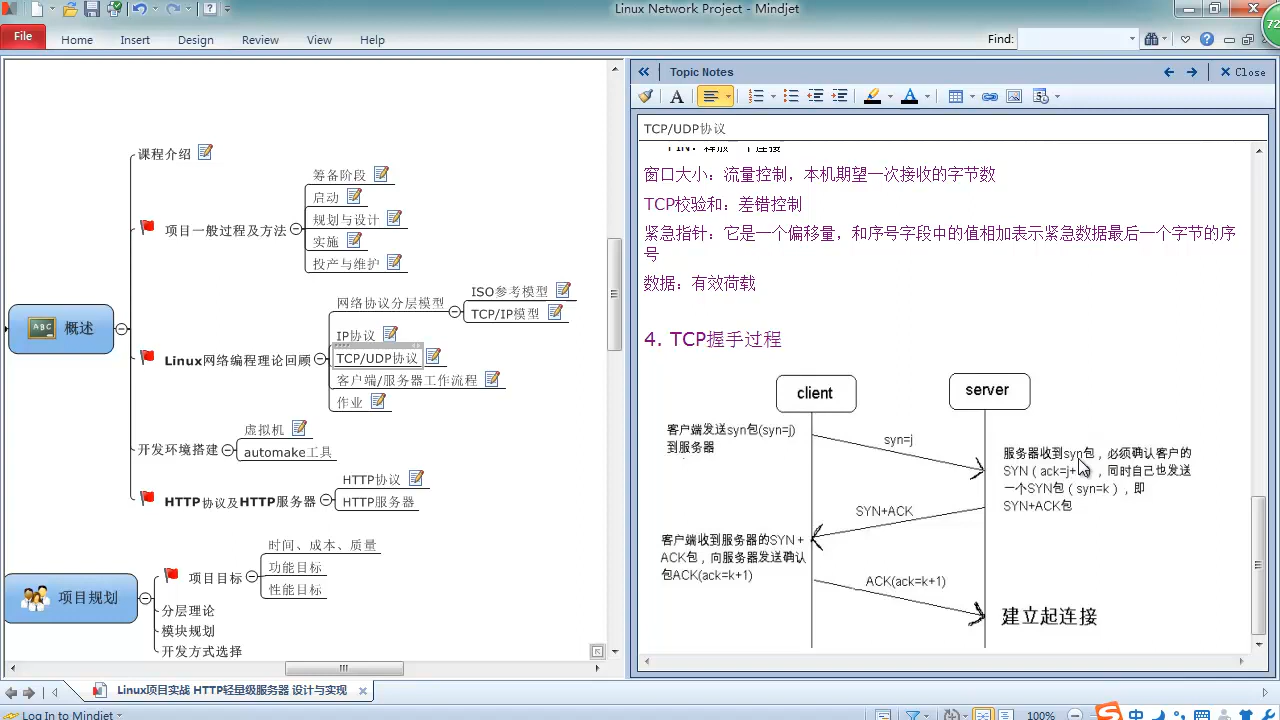 Linux Network Project - Mindjet
72
File
Home
Insert
Design
Review
View
Help
Find:
课程介绍
项目一般过程及方法
筹备阶段
启动
规划与设计
实施
投产与维护
ABC 概述
Linux网络编程理论回顾
网络协议分层模型
ISO参考模型
TCP/IP模型
IP协议
TCP/UDP协议
客户端/服务器工作流程
作业
开发环境搭建
虚拟机
automake工具
HTTP协议及HTTP服务器
HTTP协议
HTTP服务器
项目规划
项目目标
时间、成本、质量
功能目标
性能目标
分层理论
模块规划
开发方式选择
Linux项目实战 HTTP轻量级服务器 设计与实现
Log In to Mindjet
Topic Notes
Close
TCP/UDP协议
窗口大小：流量控制，本机期望一次接收的字节数
TCP校验和：差错控制
紧急指针：它是一个偏移量，和序号字段中的值相加表示紧急数据最后一个字节的序
号
数据：有效荷载
4. TCP握手过程
client
server
客户端发送syn包(syn=j)
到服务器
syn=j
服务器收到syn包，必须确认客户的
SYN（ack=j+ ），同时自己也发送
一个SYN包（syn=k），即
SYN+ACK包
SYN+ACK
客户端收到服务器的SYN＋
ACK包，向服务器发送确认
包ACK(ack=k+1)
ACK(ack=k+1)
建立起连接
100%
中